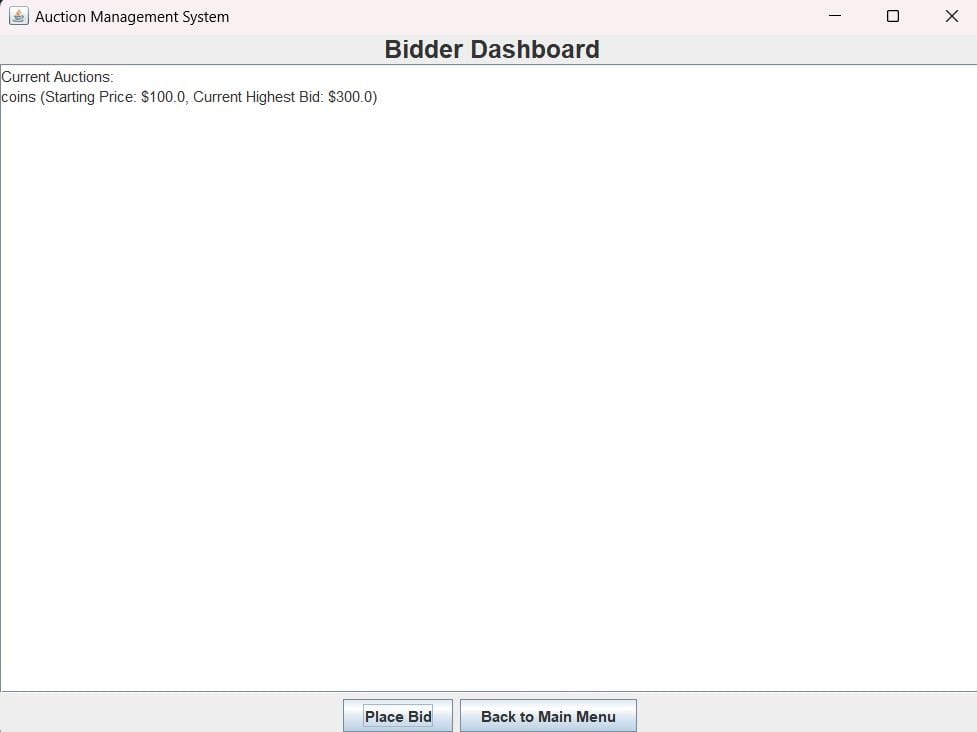 Auction Management System
Bidder Dashboard
Current Auctions:
coins (Starting Price: $100.0, Current Highest Bid: $300.0)
Place Bid
Back to Main Menu